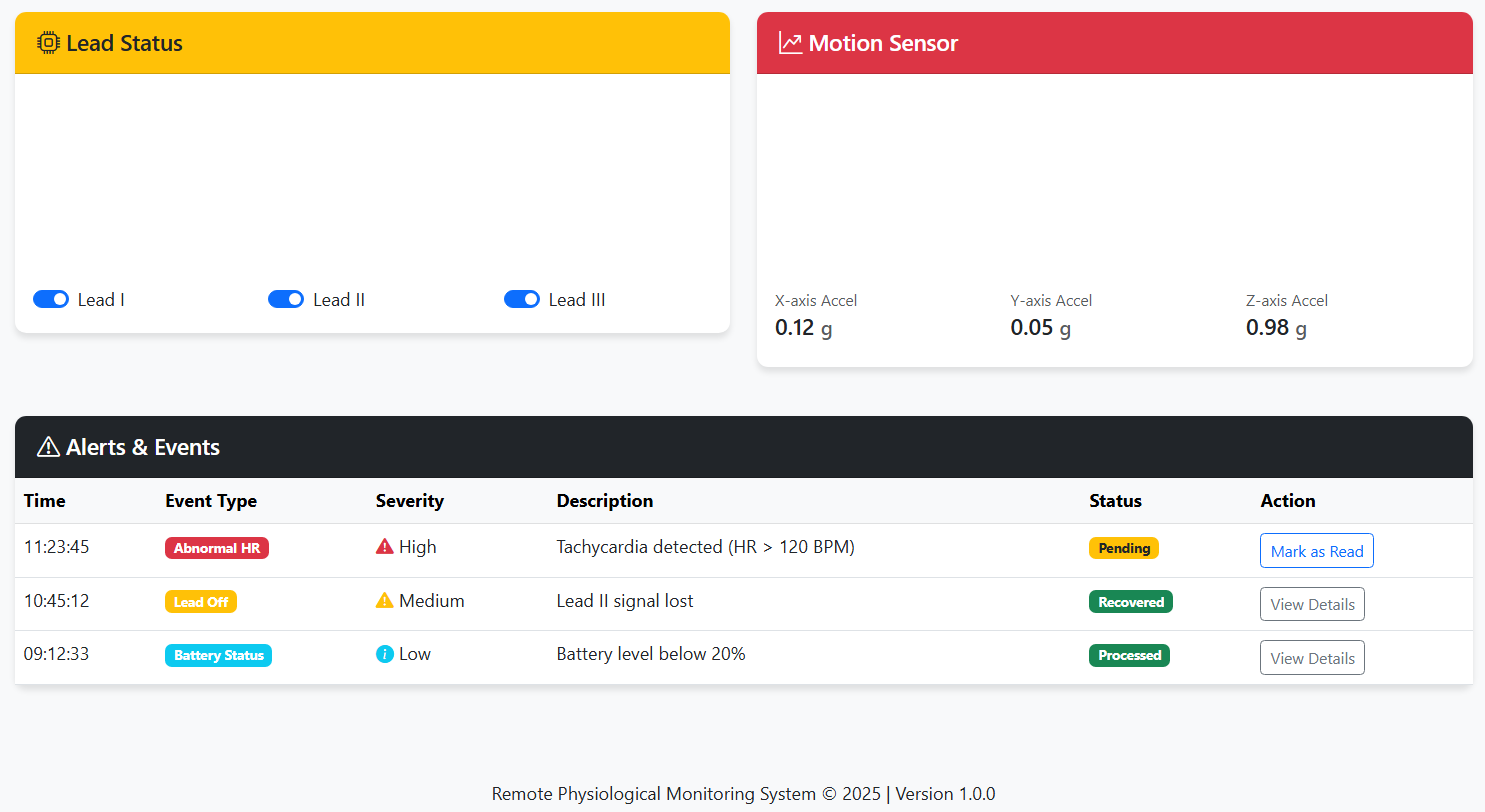 Lead Status
Motion Sensor
Lead I Lead II Lead III
X-axis Accel Y-axis Accel Z-axis Accel
0.12 g 0.05 g 0.98 g
Alerts & Events
Time Event Type Severity Description Status Action
11:23:45 Abnormal HR High Tachycardia detected (HR > 120 BPM) Pending Mark as Read
10:45:12 Lead Off Medium Lead II signal lost Recovered View Details
09:12:33 Battery Status Low Battery level below 20% Processed View Details
Remote Physiological Monitoring System © 2025 | Version 1.0.0